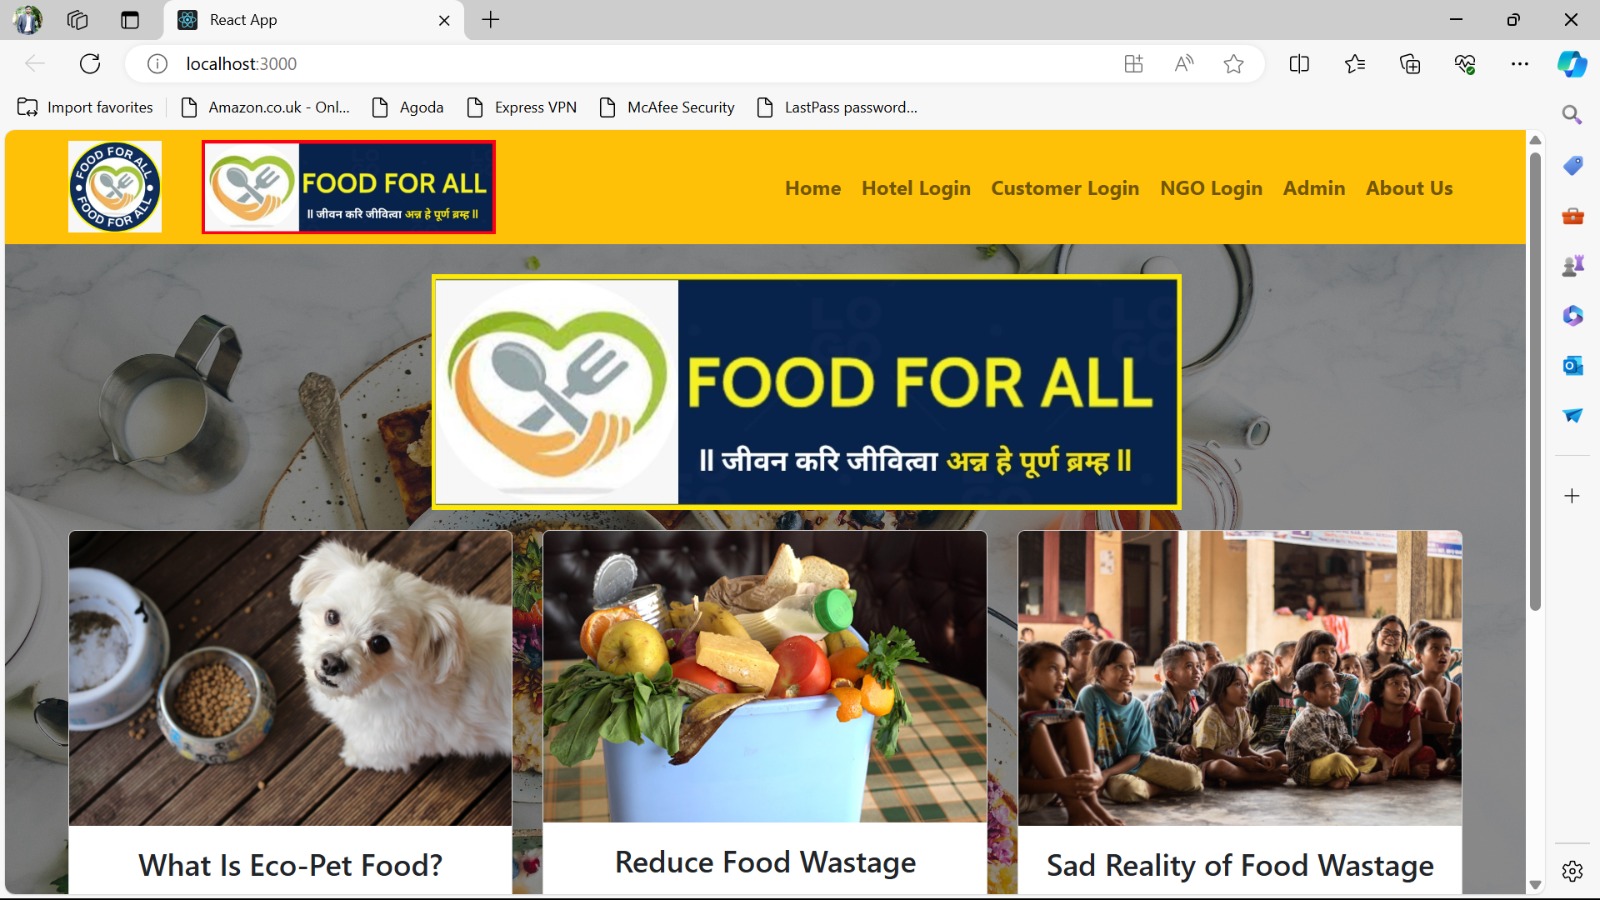 React App
localhost:3000
Import favorites
Amazon.co.uk - Onl...
Agoda
Express VPN
McAfee Security
LastPass password...
FOOD FOR ALL
FOOD FOR ALL
FOOD FOR ALL
॥ जीवन करि जीवित्वा अन्न हे पूर्ण ब्रम्ह ॥
Home
Hotel Login
Customer Login
NGO Login
Admin
About Us
FOOD FOR ALL
॥ जीवन करि जीवित्वा अन्न हे पूर्ण ब्रम्ह ॥
What Is Eco-Pet Food?
Reduce Food Wastage
Sad Reality of Food Wastage